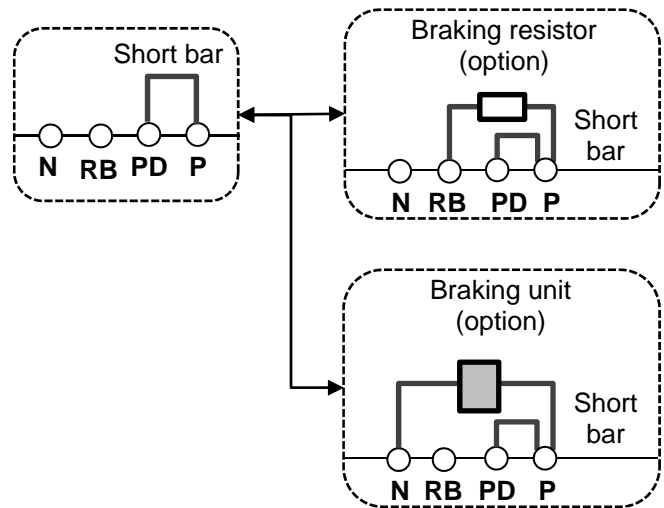 Short bar
N RB PD P
Braking resistor
(option)
Short
bar
N RB PD P
Braking unit
(option)
Short
bar
N RB PD P